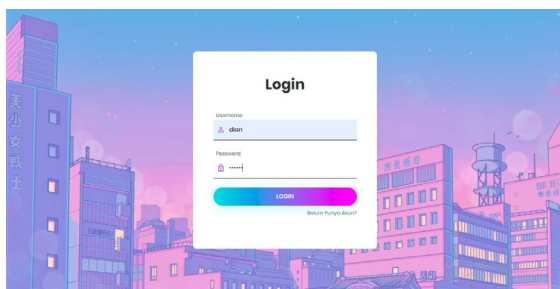 美少女戦士
Login
Username
dian
Password
••••••
LOGIN
Belum Punya Akun?